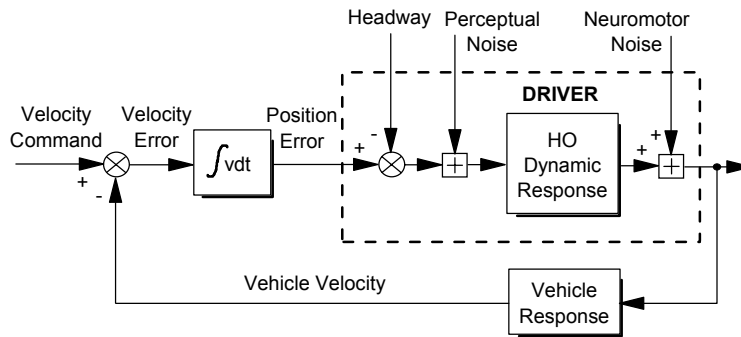 Headway
Perceptual
Noise
Neuromotor
Noise
DRIVER
Velocity
Command
Velocity
Error
Position
Error
+
-
∫vdt
+
-
+
HO
Dynamic
Response
+
+
+
Vehicle Velocity
Vehicle
Response